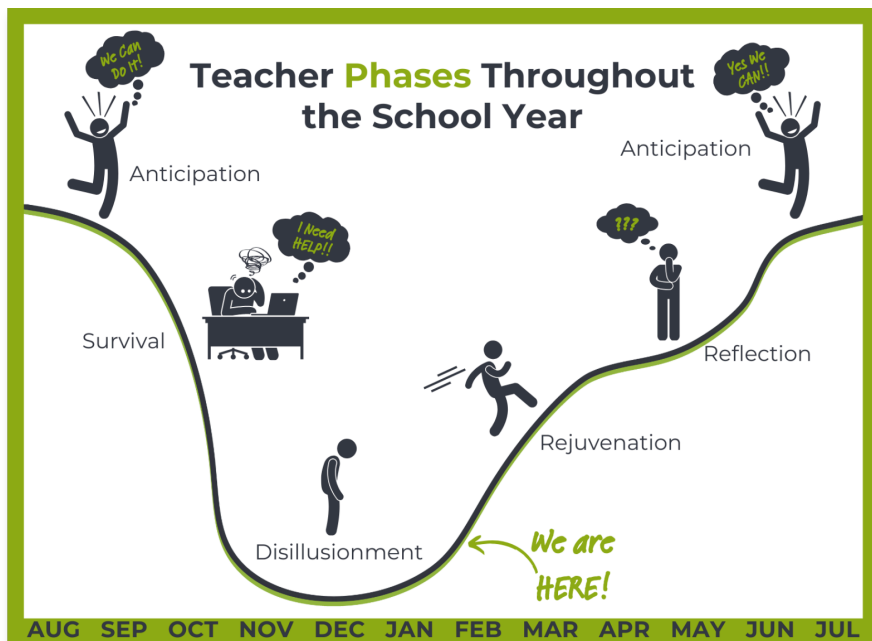 We Can
DO IT!
Teacher Phases Throughout
the School Year
Yes We
CAN!!
Anticipation
Anticipation
I Need
HELP!!
???
Survival
Reflection
Rejuvenation
Disillusionment
We are
HERE!
AUG SEP OCT NOV DEC JAN FEB MAR APR MAY JUN JUL